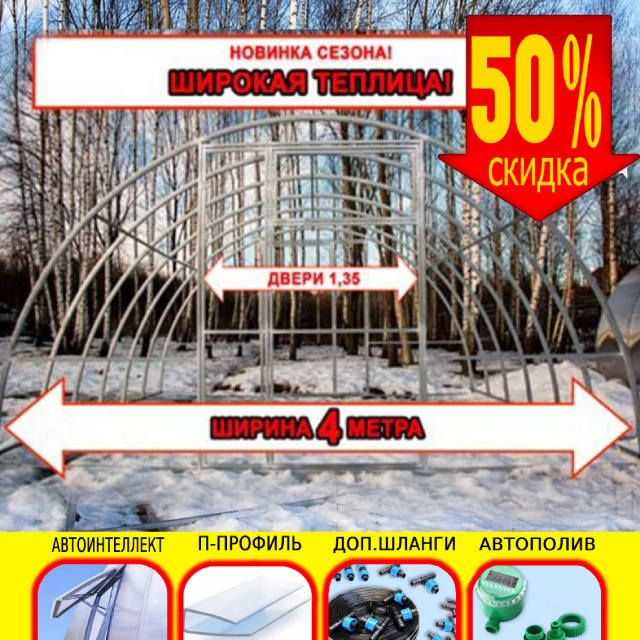 НОВИНКА СЕЗОНА!
ШИРОКАЯ ТЕПЛИЦА!
50%
скидка
ДВЕРИ 1,35
ШИРИНА 4 МЕТРА
АВТОИНТЕЛЛЕКТ
П-ПРОФИЛЬ
ДОП.ШЛАНГИ
АВТОПОЛИВ